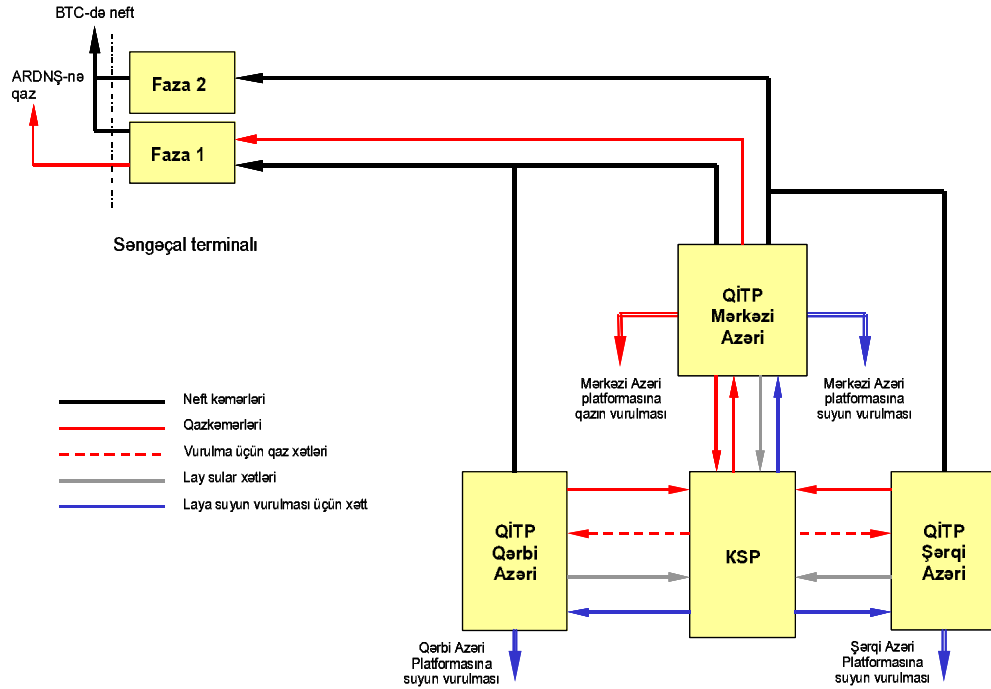 BTC-də neft
ARDNŞ-nə
qaz
Faza 2
Faza 1
Səngəçal terminalı
QİTP
Mərkəzi
Azəri
Mərkəzi Azəri
platformasına
qazın vurulması
Mərkəzi Azəri
platformasına
suyun vurulması
Neft kəmərləri
Qazkəmərləri
Vurulma üçün qaz xətləri
Lay sular xətləri
Laya suyun vurulması üçün xətt
QİTP
Qərbi
Azəri
KSP
QİTP
Şərqi
Azəri
Qərbi Azəri
Platformasına
suyun vurulması
Şərqi Azəri
Platformasına
suyun vurulması